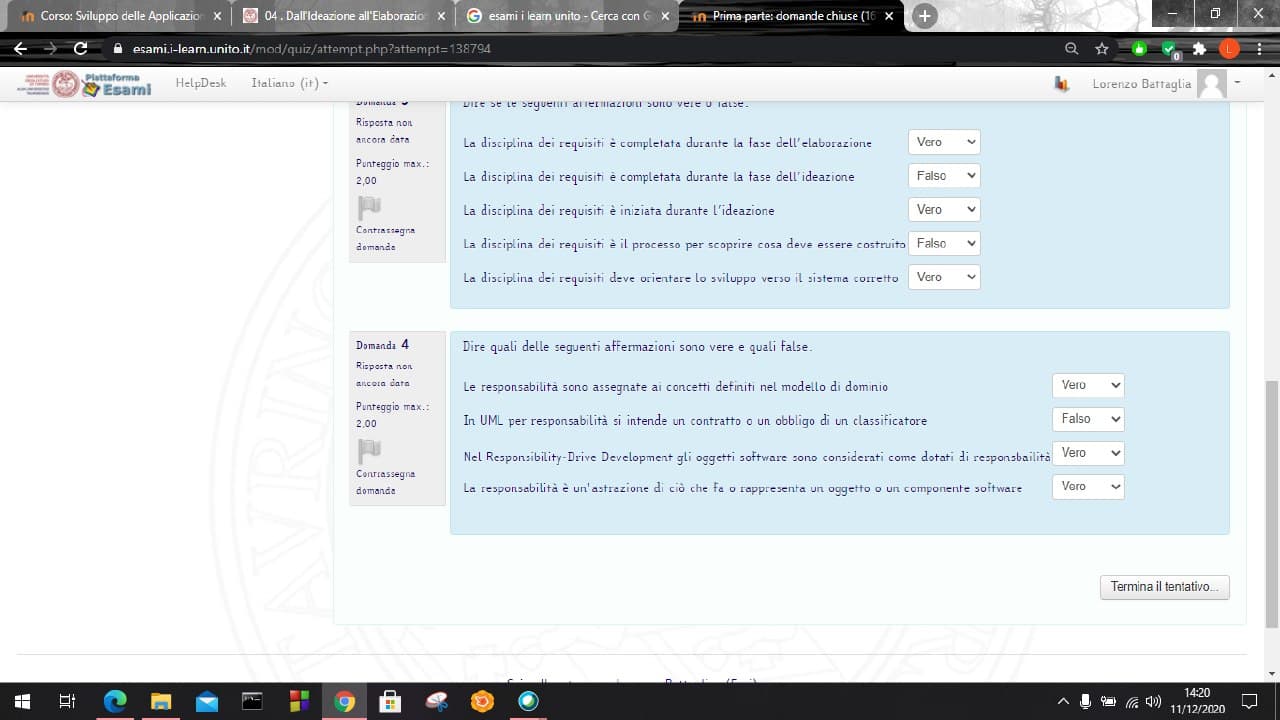 Corso: Sviluppo delle Applicazion
04 . Dall'Ideazione all'Elaborazio
esami i learn unito - Cerca con G
Prima parte: domande chiuse (16
esami.i-learn.unito.it/mod/quiz/attempt.php?attempt=138794
Piattaforma
Esami
HelpDesk
Italiano (it)
Lorenzo Battaglia
Dire se le seguenti affermazioni sono vere o false.
Risposta non
ancora data
Punteggio max.:
2,00
Contrassegna
domanda
La disciplina dei requisiti è completata durante la fase dell'elaborazione Vero
La disciplina dei requisiti è completata durante la fase dell'ideazione Falso
La disciplina dei requisiti è iniziata durante l'ideazione Vero
La disciplina dei requisiti è il processo per scoprire cosa deve essere costruito Falso
La disciplina dei requisiti deve orientare lo sviluppo verso il sistema corretto Vero
Domanda 4
Risposta non
ancora data
Punteggio max.:
2,00
Contrassegna
domanda
Dire quali delle seguenti affermazioni sono vere e quali false.
Le responsabilità sono assegnate ai concetti definiti nel modello di dominio Vero
In UML per responsabilità si intende un contratto o un obbligo di un classificatore Falso
Nel Responsibility-Drive Development gli oggetti software sono considerati come dotati di responsbailità Vero
La responsabilità è un'astrazione di ciò che fa o rappresenta un oggetto o un componente software Vero
Termina il tentativo...
14:20
11/12/2020